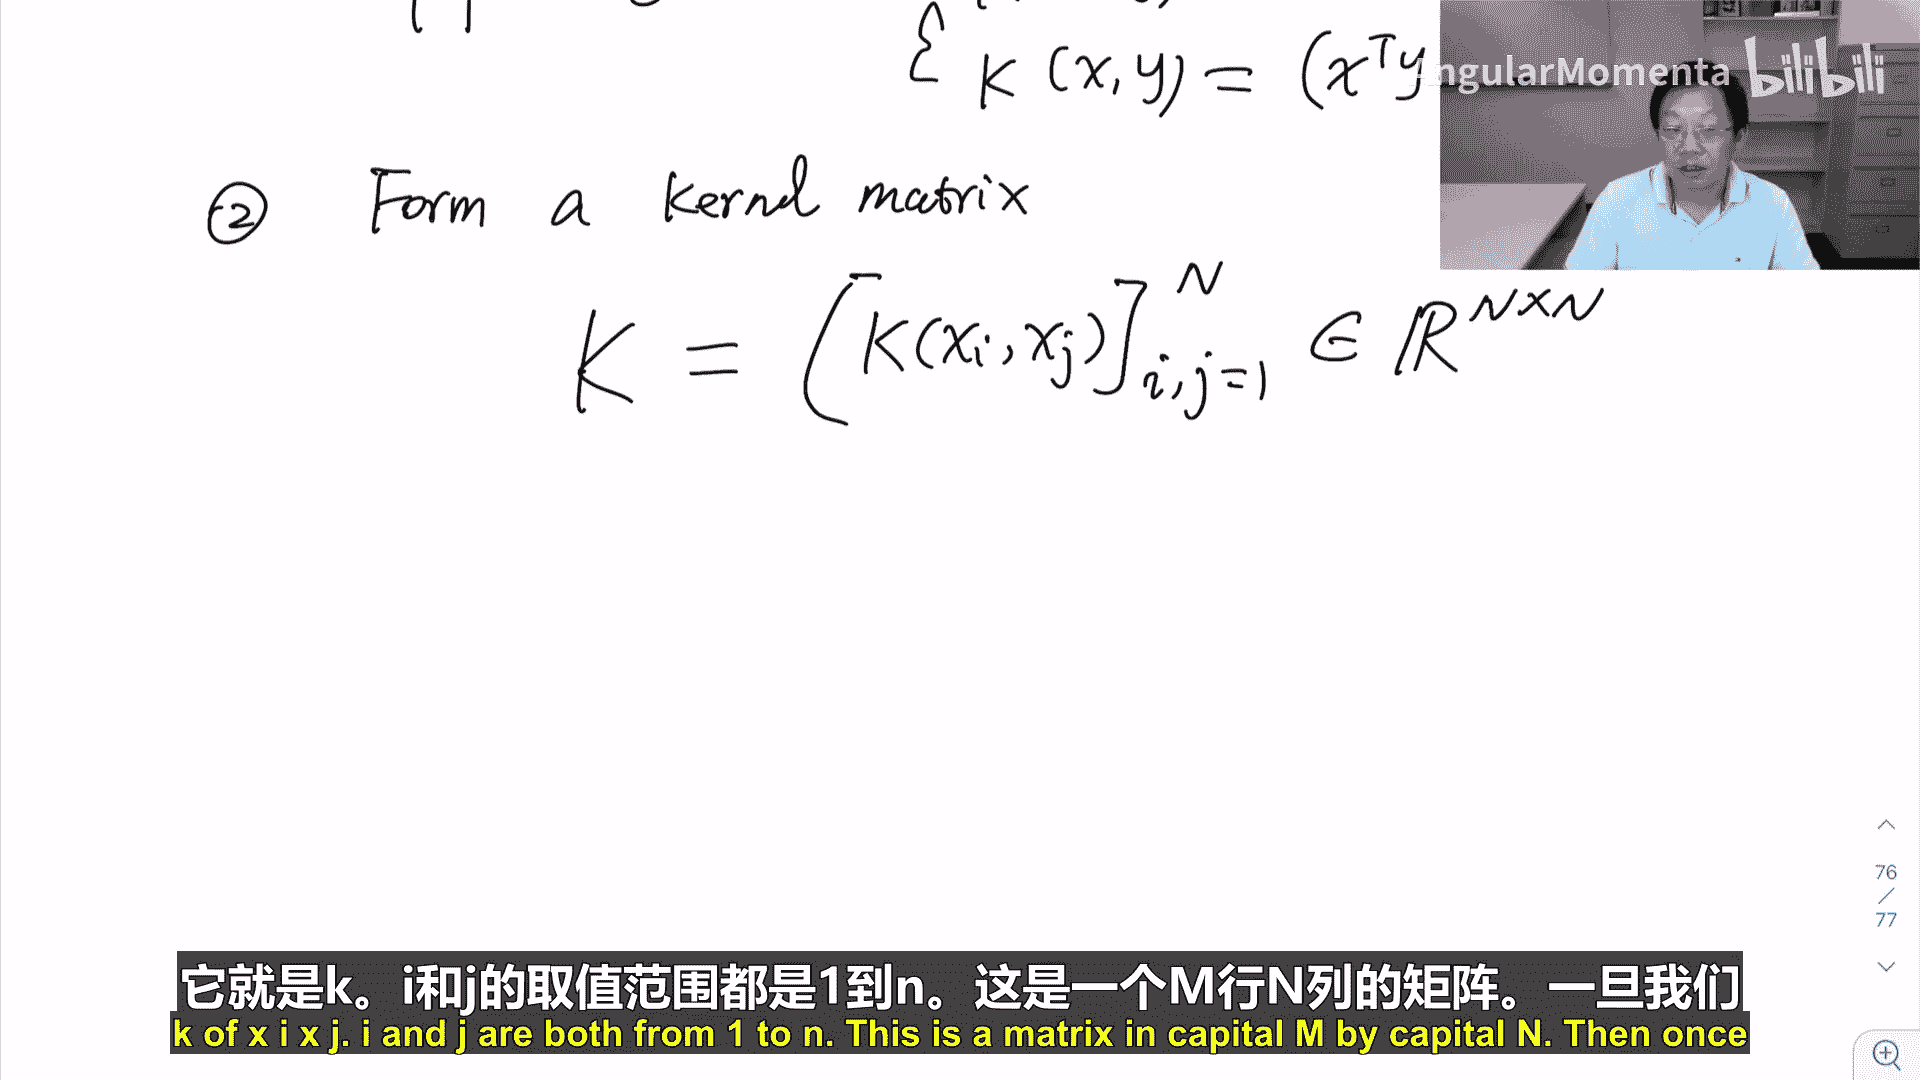 K (x, y) = (xᵀy
AngularMomenta bilibili
② Form a kernel matrix
K = [K(xᵢ, xⱼ)]ᴺᵢ,ⱼ₌₁ ∈ ℝᴺˣᴺ
76
/
77
它就是k。i和j的取值范围都是1到n。这是一个M行N列的矩阵。一旦我们
k of x i x j. i and j are both from 1 to n. This is a matrix in capital M by capital N. Then once